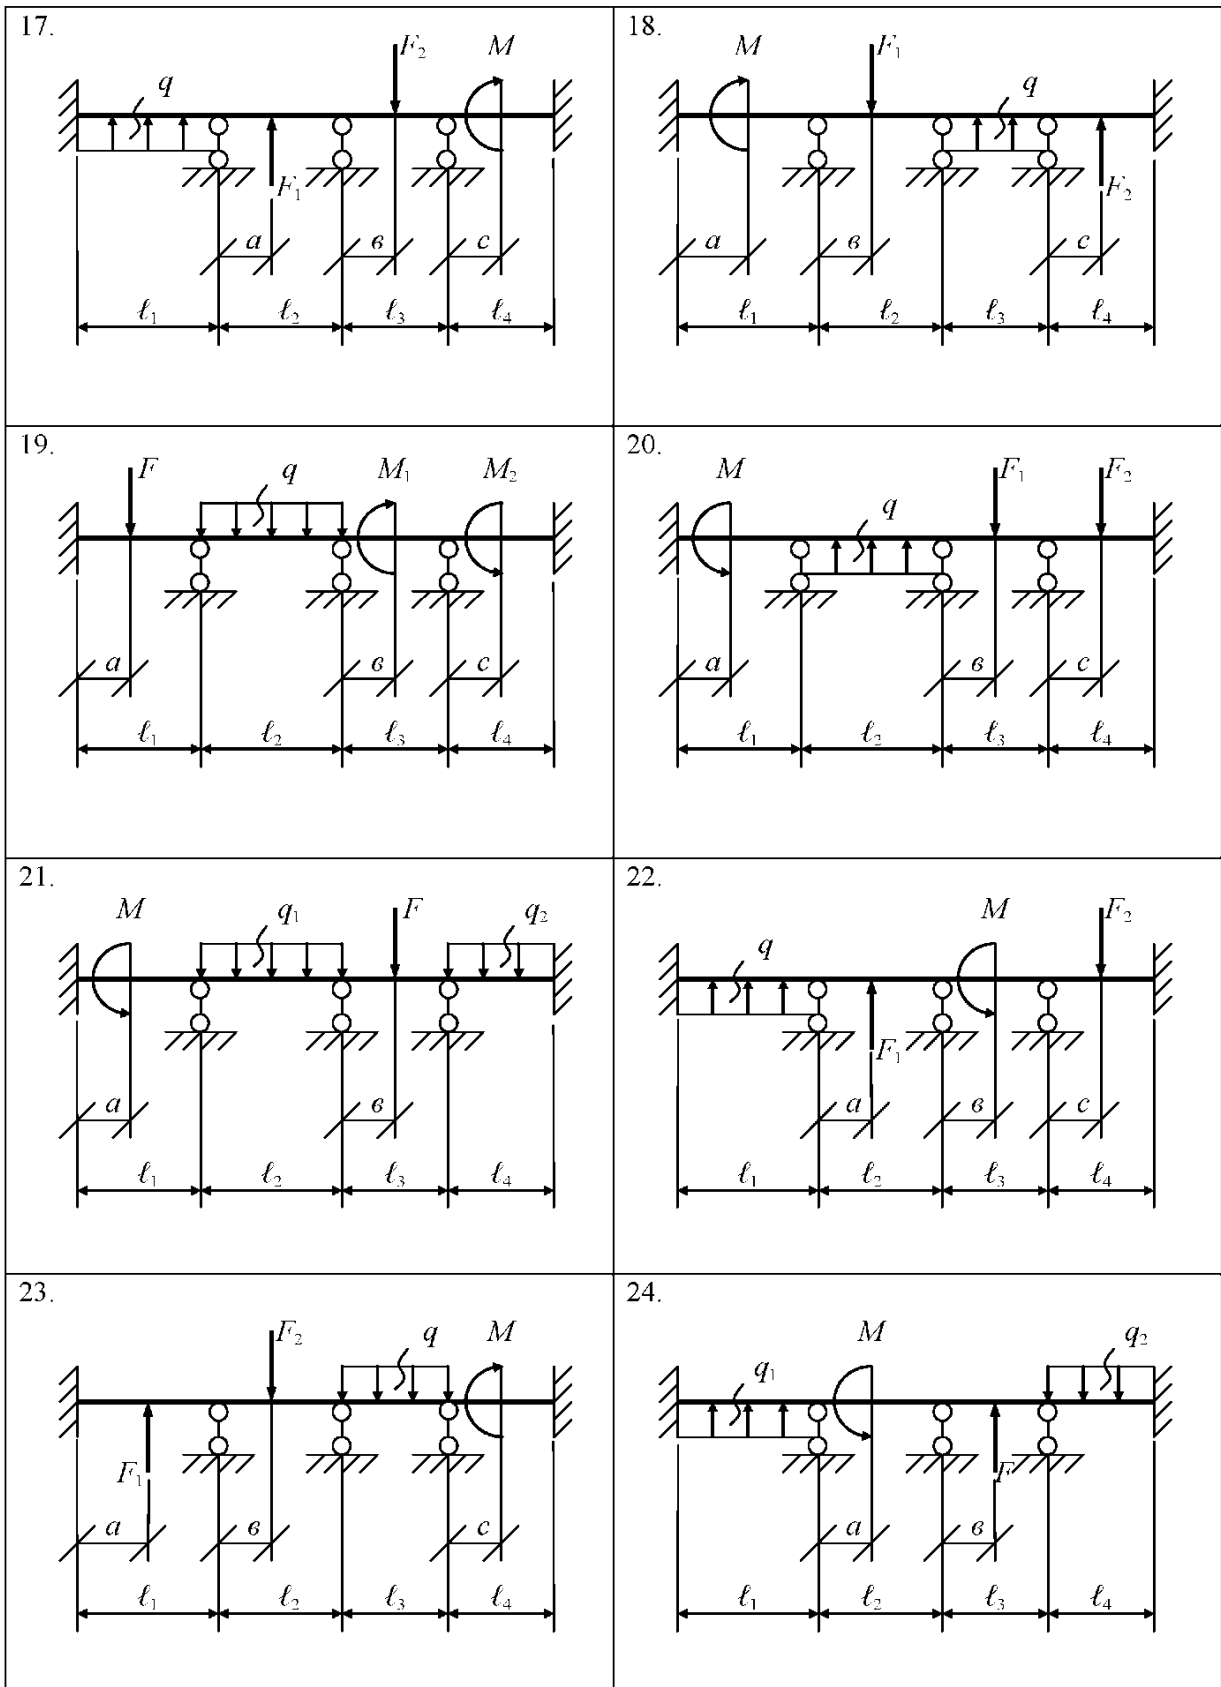 17.
F₂ M
q
F₁
а в с
ℓ₁ ℓ₂ ℓ₃ ℓ₄
18.
M F₁
q
F₂
а в с
ℓ₁ ℓ₂ ℓ₃ ℓ₄
19.
F q M₁ M₂
а в с
ℓ₁ ℓ₂ ℓ₃ ℓ₄
20.
M F₁ F₂
q
а в с
ℓ₁ ℓ₂ ℓ₃ ℓ₄
21.
M q₁ F q₂
а в
ℓ₁ ℓ₂ ℓ₃ ℓ₄
22.
M F₂
q
F₁
а в с
ℓ₁ ℓ₂ ℓ₃ ℓ₄
23.
F₂ q M
F₁
а в с
ℓ₁ ℓ₂ ℓ₃ ℓ₄
24.
M q₂
q₁
F
а в
ℓ₁ ℓ₂ ℓ₃ ℓ₄